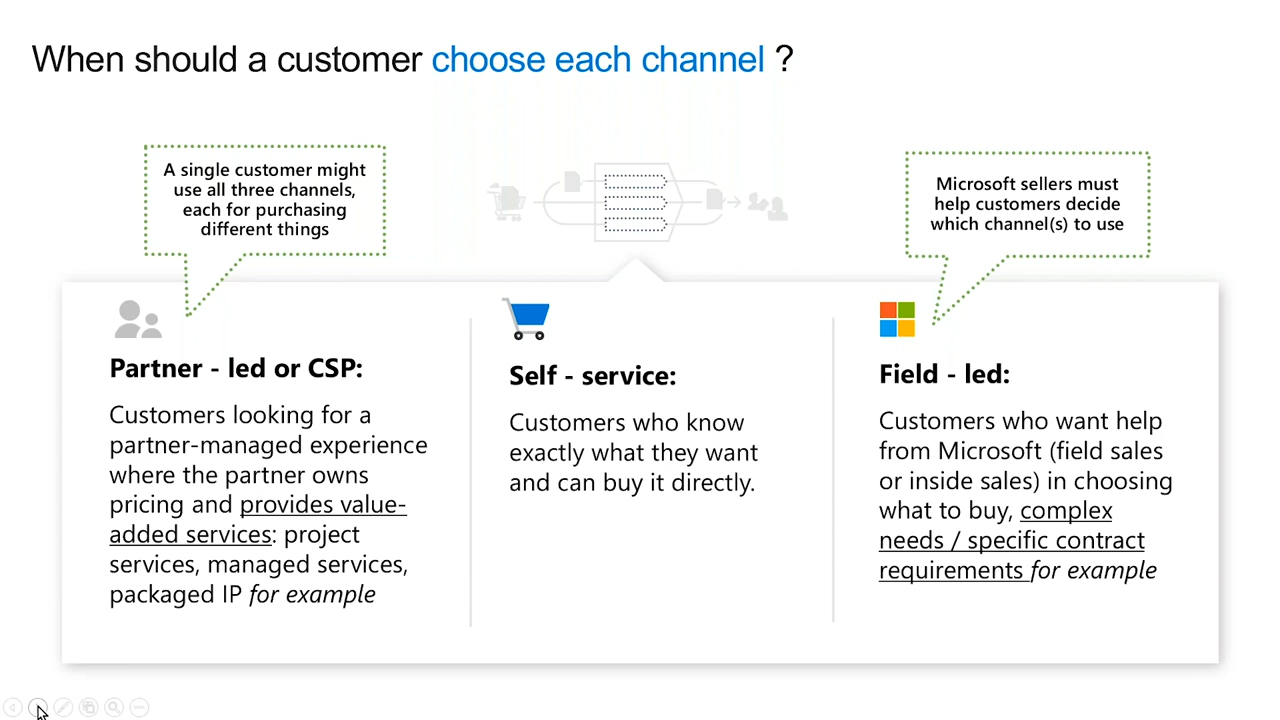 When should a customer choose each channel ?
A single customer might
use all three channels,
each for purchasing
different things
Microsoft sellers must
help customers decide
which channel(s) to use
Partner - led or CSP:
Customers looking for a
partner-managed experience
where the partner owns
pricing and provides value-
added services: project
services, managed services,
packaged IP for example
Self - service:
Customers who know
exactly what they want
and can buy it directly.
Field - led:
Customers who want help
from Microsoft (field sales
or inside sales) in choosing
what to buy, complex
needs / specific contract
requirements for example